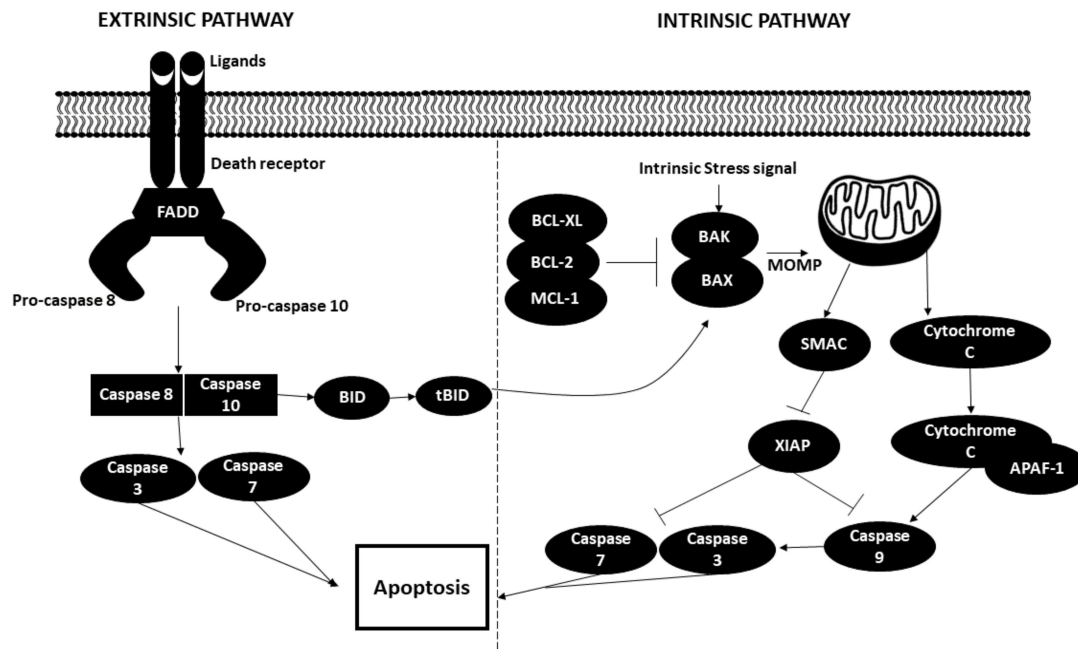 EXTRINSIC PATHWAY
INTRINSIC PATHWAY
Ligands
Death receptor
FADD
Pro-caspase 8
Pro-caspase 10
Caspase 8
Caspase
10
BID
tBID
Caspase
3
Caspase
7
Apoptosis
Intrinsic Stress signal
BCL-XL
BCL-2
MCL-1
BAK
BAX
MOMP
SMAC
Cytochrome
C
XIAP
Cytochrome
C
APAF-1
Caspase
7
Caspase
3
Caspase
9